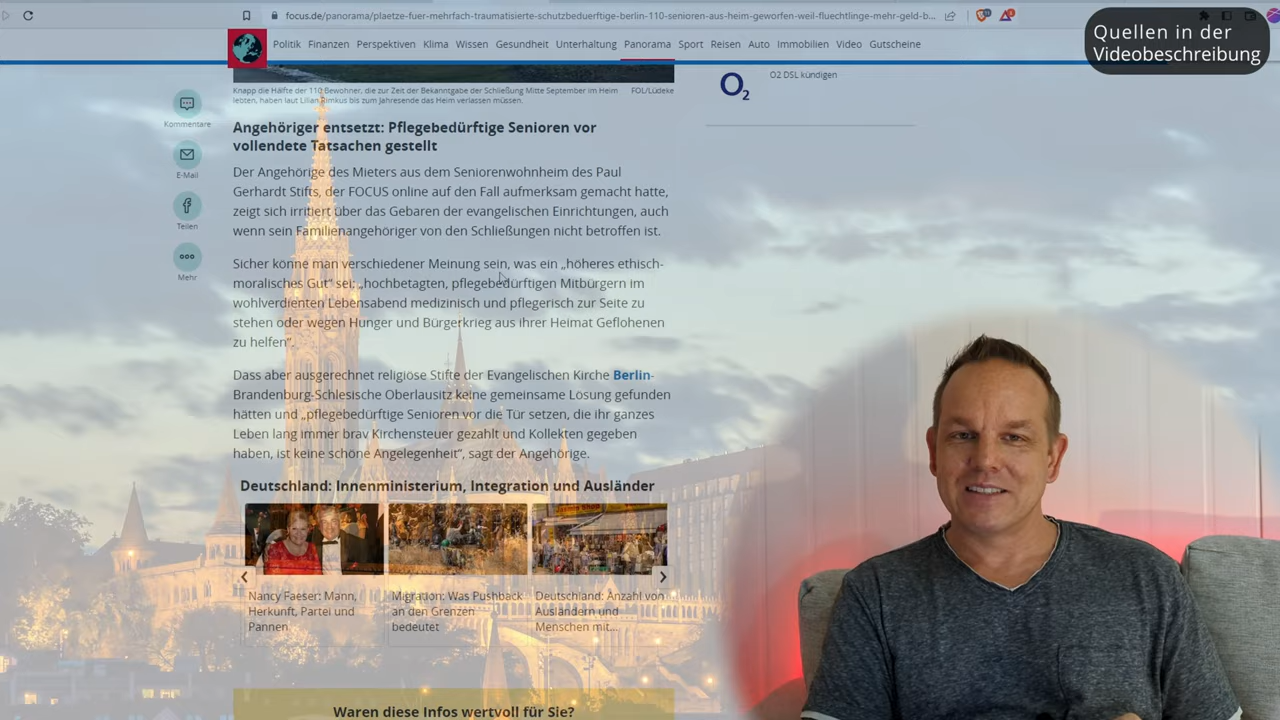 focus.de/panorama/plaetze-fuer-mehrfach-traumatisierte-schutzbeduerftige-berlin-110-senioren-aus-heim-geworfen-weil-fluechtlinge-mehr-geld-b...
Quellen in der
Videobeschreibung
Politik Finanzen Perspektiven Klima Wissen Gesundheit Unterhaltung Panorama Sport Reisen Auto Immobilien Video Gutscheine
O2
O2 DSL kündigen
Knapp die Hälfte der 110 Bewohner, die zur Zeit der Bekanntgabe der Schließung Mitte September im Heim
lebten, haben laut Lilian Rimkus bis zum Jahresende das Heim verlassen müssen.
FOL/Lüdeke
Kommentare
E-Mail
Teilen
Mehr
Angehöriger entsetzt: Pflegebedürftige Senioren vor
vollendete Tatsachen gestellt
Der Angehörige des Mieters aus dem Seniorenwohnheim des Paul
Gerhardt Stifts, der FOCUS online auf den Fall aufmerksam gemacht hatte,
zeigt sich irritiert über das Gebaren der evangelischen Einrichtungen, auch
wenn sein Familienangehöriger von den Schließungen nicht betroffen ist.
Sicher könne man verschiedener Meinung sein, was ein „höheres ethisch-
moralisches Gut“ sei: „hochbetagten, pflegebedürftigen Mitbürgern im
wohlverdienten Lebensabend medizinisch und pflegerisch zur Seite zu
stehen oder wegen Hunger und Bürgerkrieg aus ihrer Heimat Geflohenen
zu helfen“.
Dass aber ausgerechnet religiöse Stifte der Evangelischen Kirche Berlin-
Brandenburg-Schlesische Oberlausitz keine gemeinsame Lösung gefunden
hätten und „pflegebedürftige Senioren vor die Tür setzen, die ihr ganzes
Leben lang immer brav Kirchensteuer gezahlt und Kollekten gegeben
haben, ist keine schöne Angelegenheit“, sagt der Angehörige.
Deutschland: Innenministerium, Integration und Ausländer
Nancy Faeser: Mann,
Herkunft, Partei und
Pannen
Migration: Was Pushback
an den Grenzen
bedeutet
Deutschland: Anzahl von
Ausländern und
Menschen mit...
Waren diese Infos wertvoll für Sie?